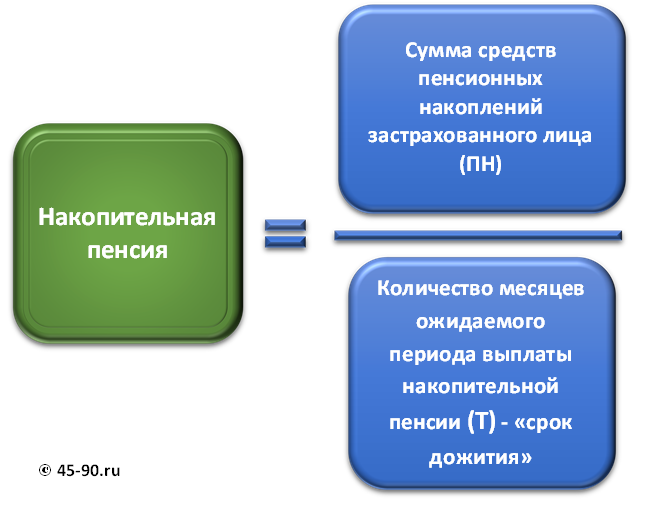 Накопительная
пенсия
Сумма средств
пенсионных
накоплений
застрахованного лица
(ПН)
Количество месяцев
ожидаемого
периода выплаты
накопительной
пенсии (Т) - «срок
дожития»
© 45-90.ru